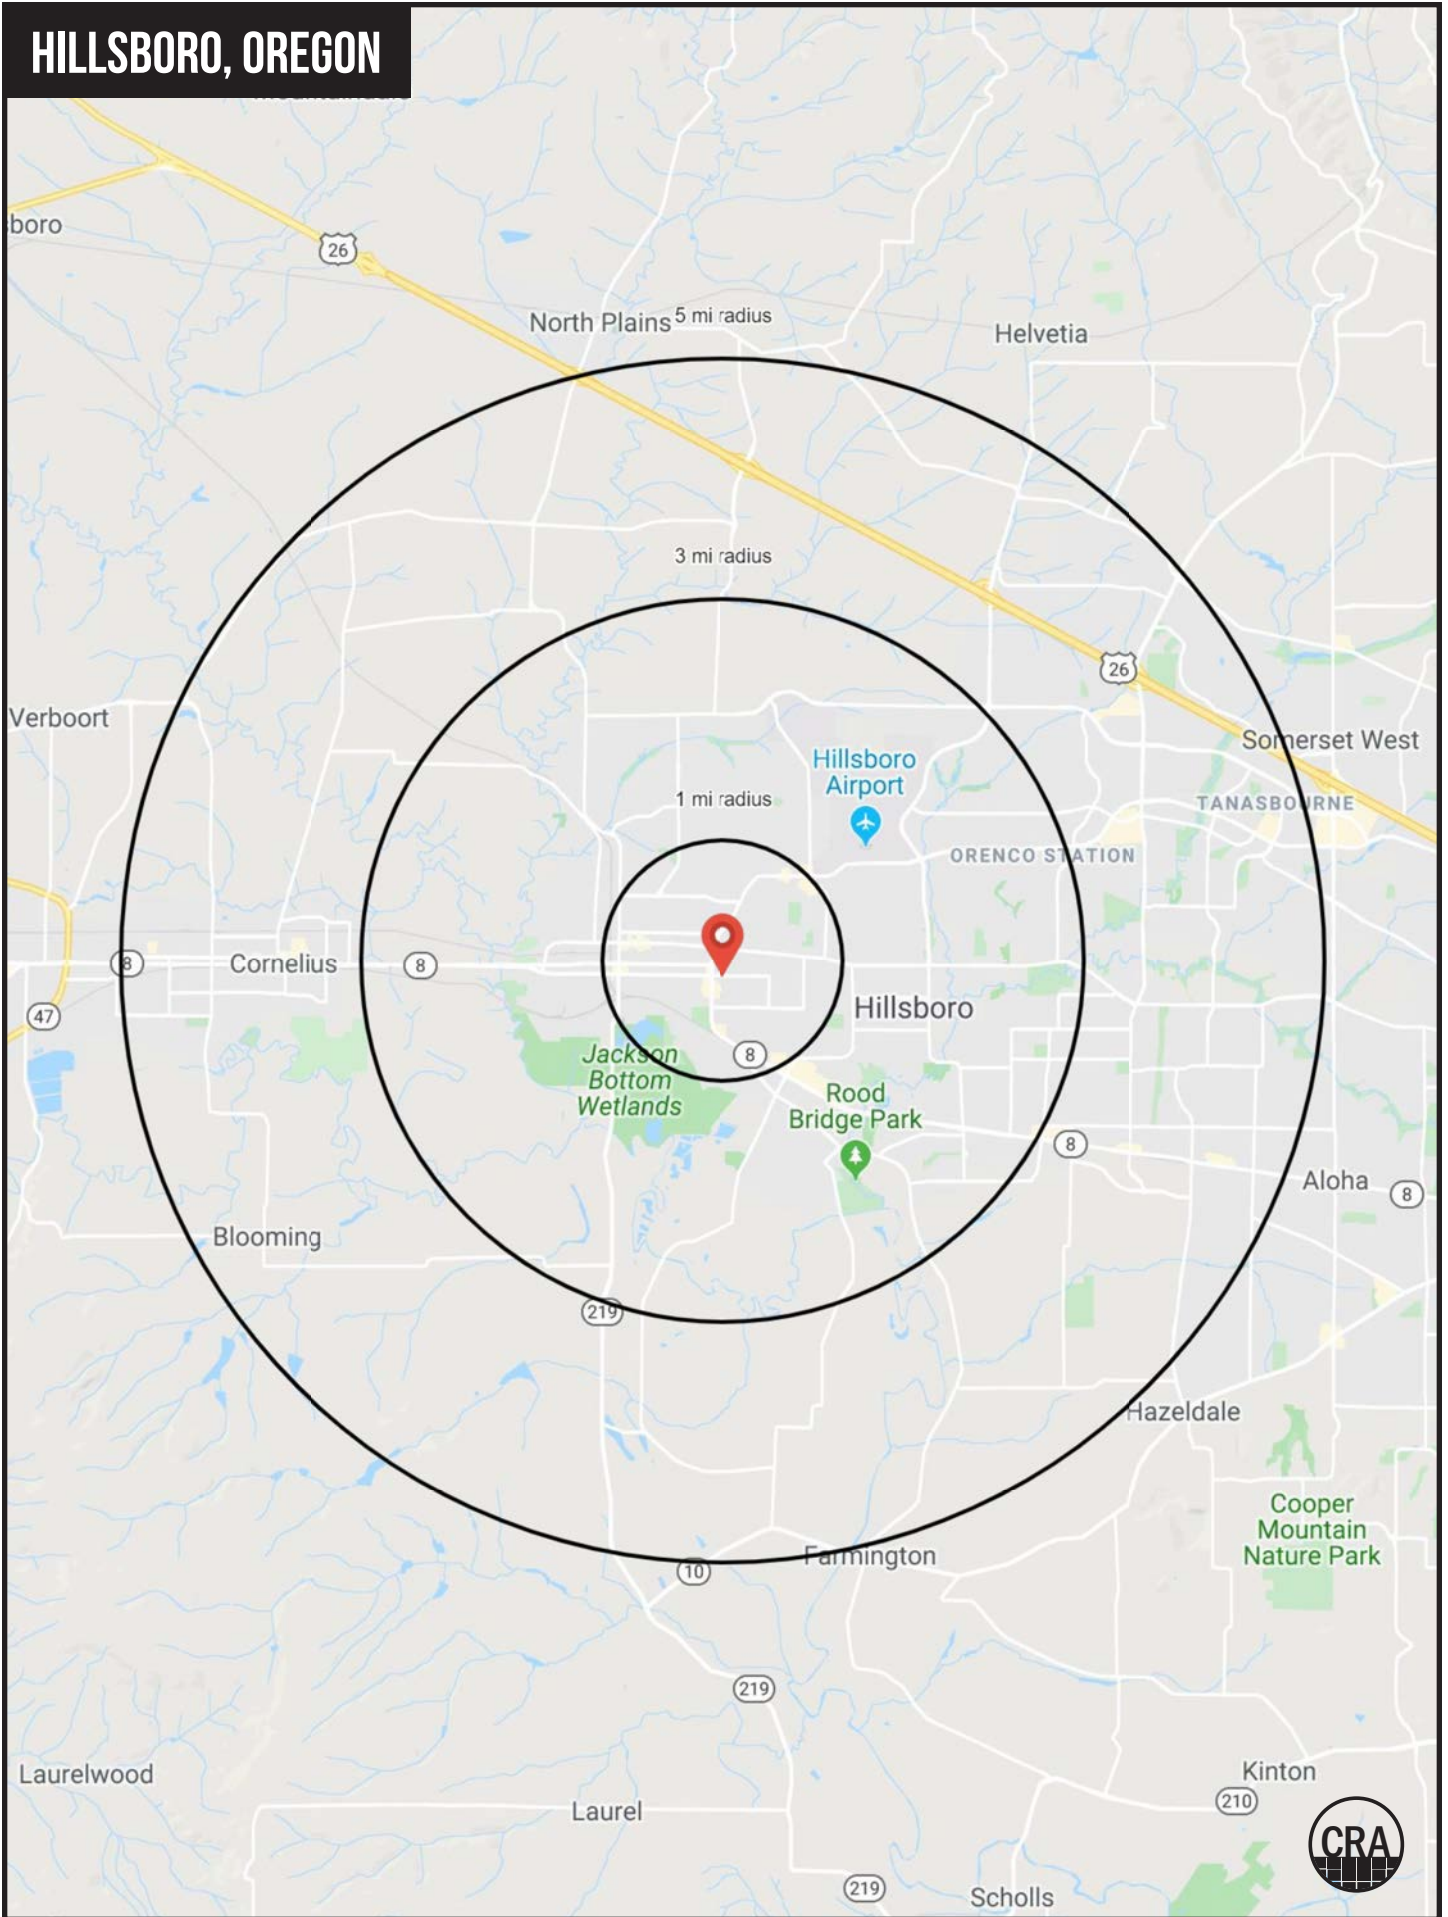 HILLSBORO, OREGON
boro
26
North Plains
5 mi radius
Helvetia
3 mi radius
26
Verboort
Somerset West
Hillsboro
Airport
1 mi radius
TANASBOURNE
ORENCO STATION
8
Cornelius
8
47
Hillsboro
8
Jackson
Bottom
Wetlands
Rood
Bridge Park
8
Aloha
8
Blooming
219
Hazeldale
Cooper
Mountain
Nature Park
10
Farmington
219
Laurelwood
Kinton
210
Laurel
CRA
219
Scholls